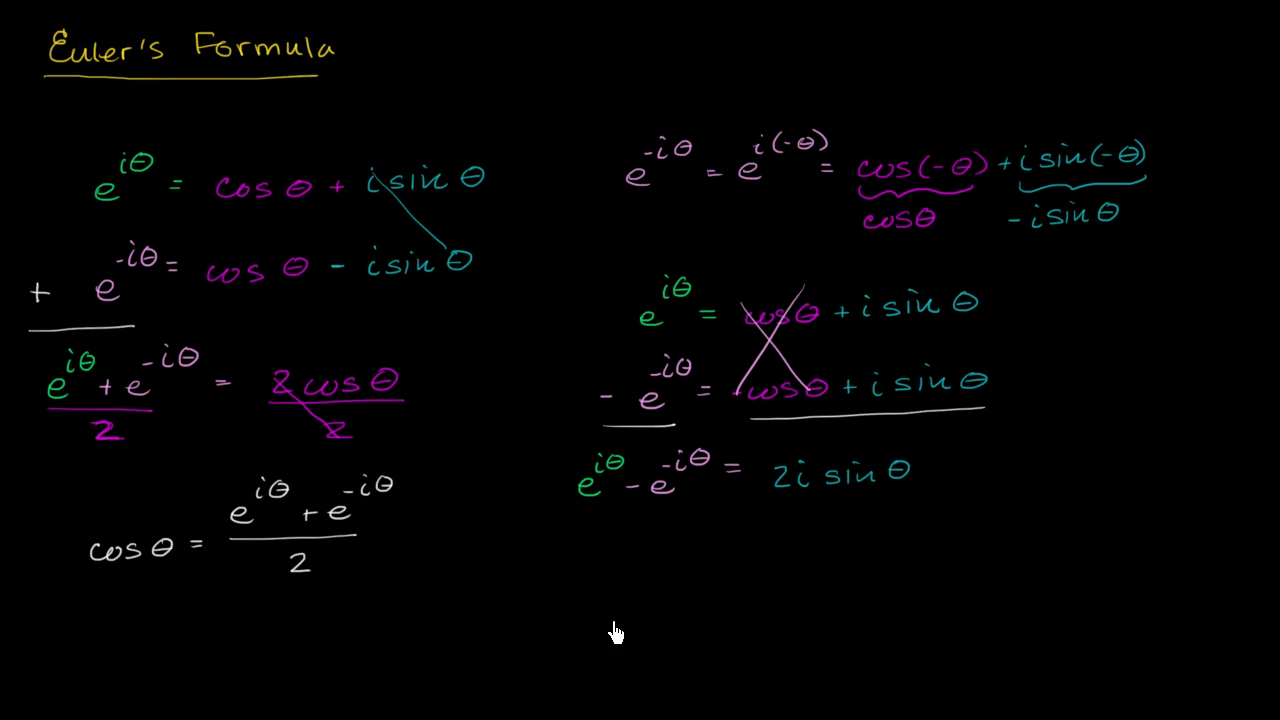 Euler's Formula
e^{iθ} = cos θ + i sin θ
+ e^{-iθ} = cos θ - i sin θ
e^{iθ} + e^{-iθ} = 2 cos θ
2 2
cos θ = e^{iθ} + e^{-iθ}
2
e^{-iθ} = e^{i(-θ)} = cos(-θ) + i sin(-θ)
cos θ - i sin θ
e^{iθ} = cos θ + i sin θ
- e^{-iθ} = -cos θ + i sin θ
e^{iθ} - e^{-iθ} = 2i sin θ